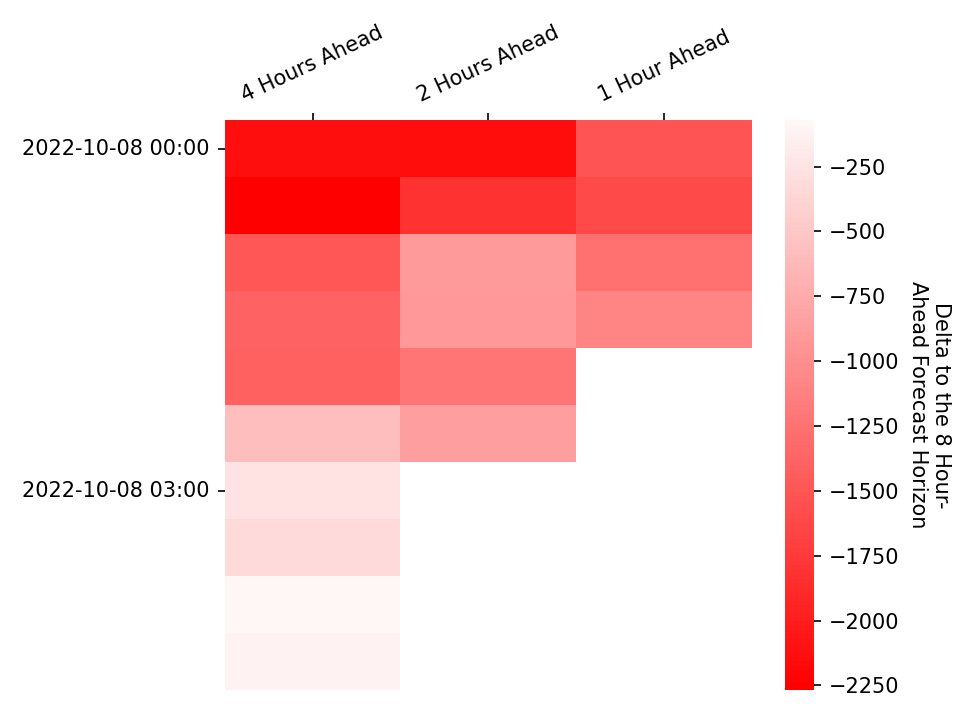 4 Hours Ahead
2 Hours Ahead
1 Hour Ahead
2022-10-08 00:00
2022-10-08 03:00
−250
−500
−750
−1000
−1250
−1500
−1750
−2000
−2250
Delta to the 8 Hour-
Ahead Forecast Horizon